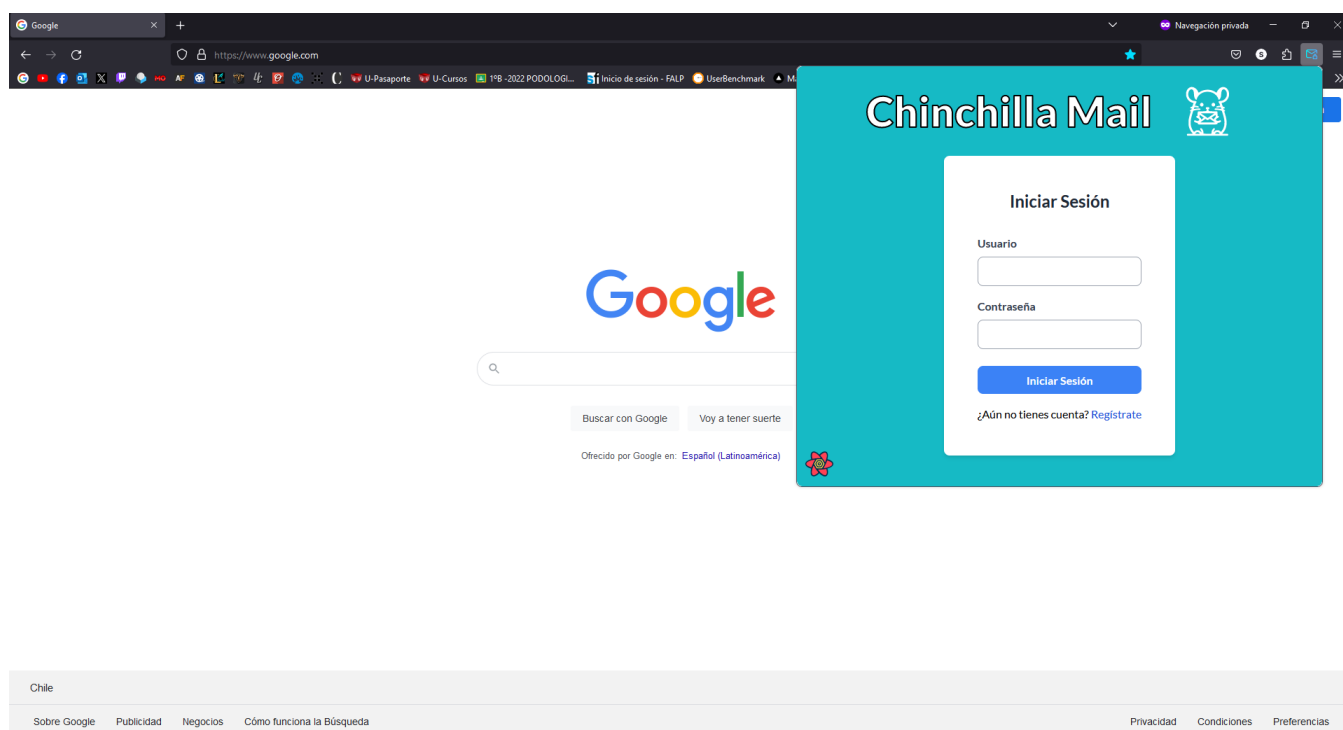 Google
Navegación privada
https://www.google.com
U-Pasaporte U-Cursos 1ºB -2022 PODOLOGI... Inicio de sesión - FALP UserBenchmark
Chinchilla Mail
Iniciar Sesión
Usuario
Contraseña
Iniciar Sesión
¿Aún no tienes cuenta? Regístrate
Google
Buscar con Google Voy a tener suerte
Ofrecido por Google en: Español (Latinoamérica)
Chile
Sobre Google Publicidad Negocios Cómo funciona la Búsqueda Privacidad Condiciones Preferencias